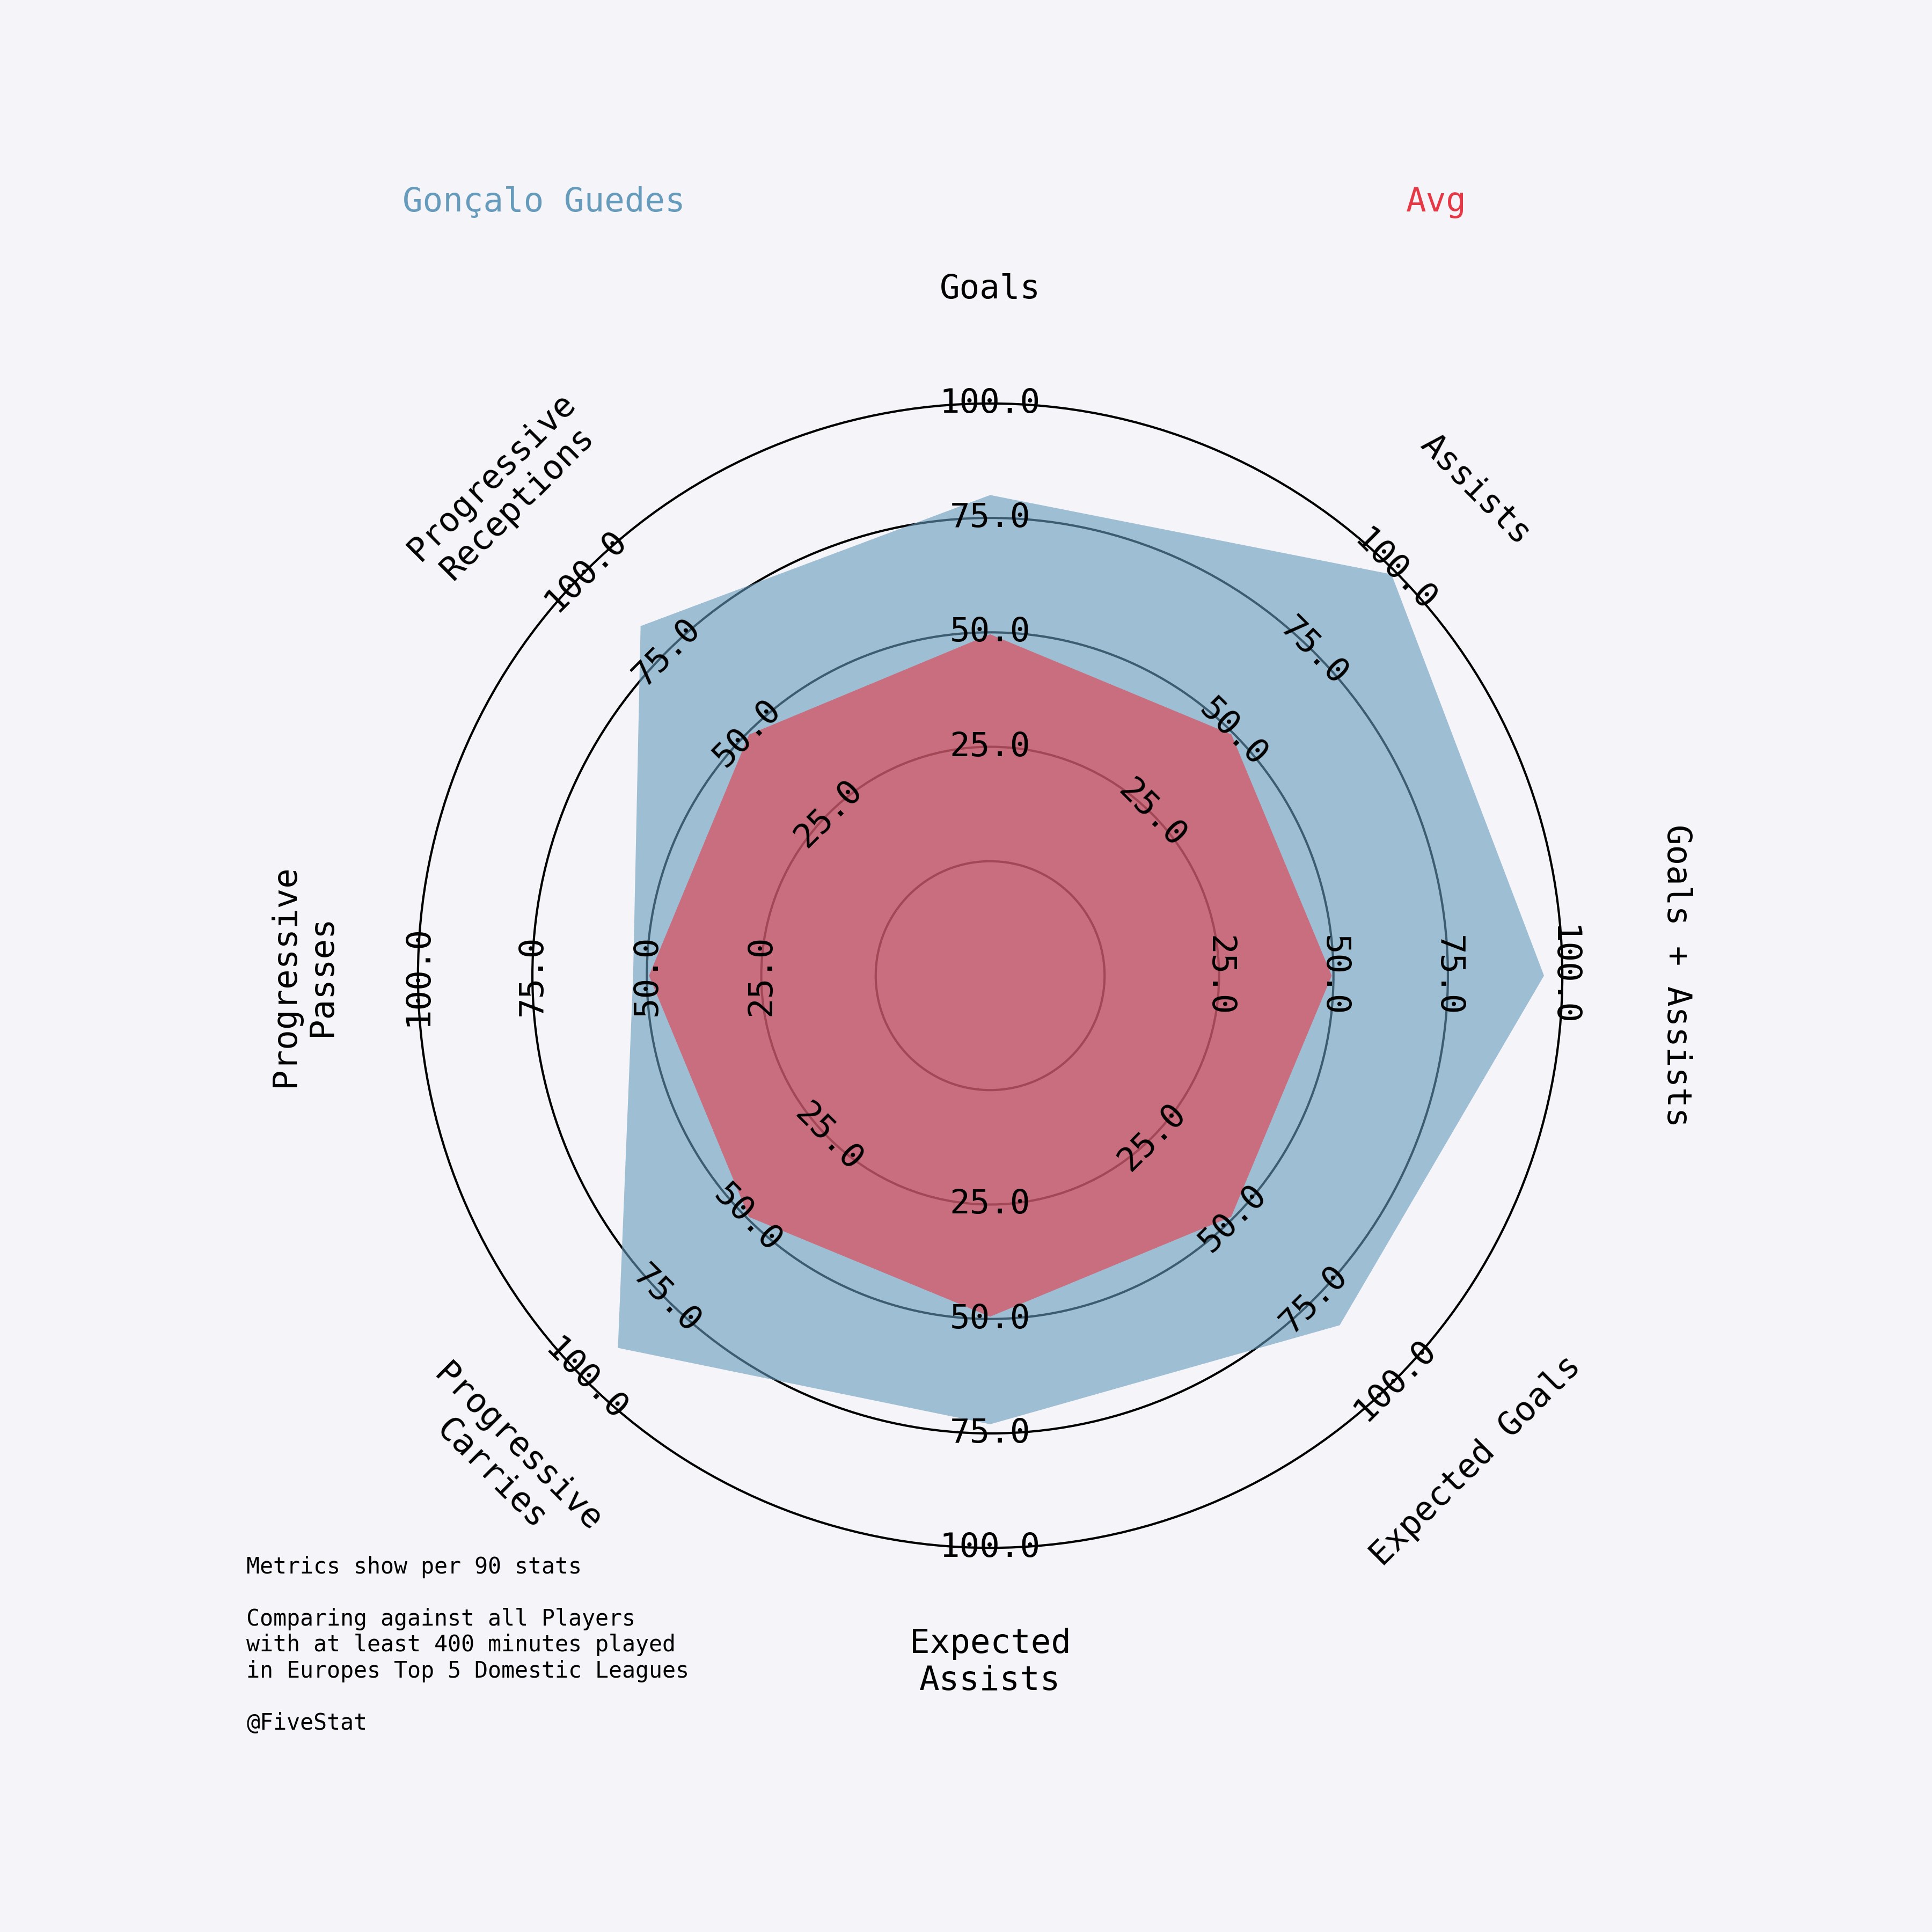 Gonçalo Guedes
Avg
Goals
Assists
Goals + Assists
Expected Goals
Expected
Assists
Progressive
Carries
Progressive
Passes
Progressive
Receptions
25.0
50.0
75.0
100.0
25.0
50.0
75.0
100.0
25.0
50.0
75.0
100.0
25.0
50.0
75.0
100.0
25.0
50.0
75.0
100.0
25.0
50.0
75.0
100.0
25.0
50.0
75.0
100.0
25.0
50.0
75.0
100.0
Metrics show per 90 stats
Comparing against all Players
with at least 400 minutes played
in Europes Top 5 Domestic Leagues
@FiveStat